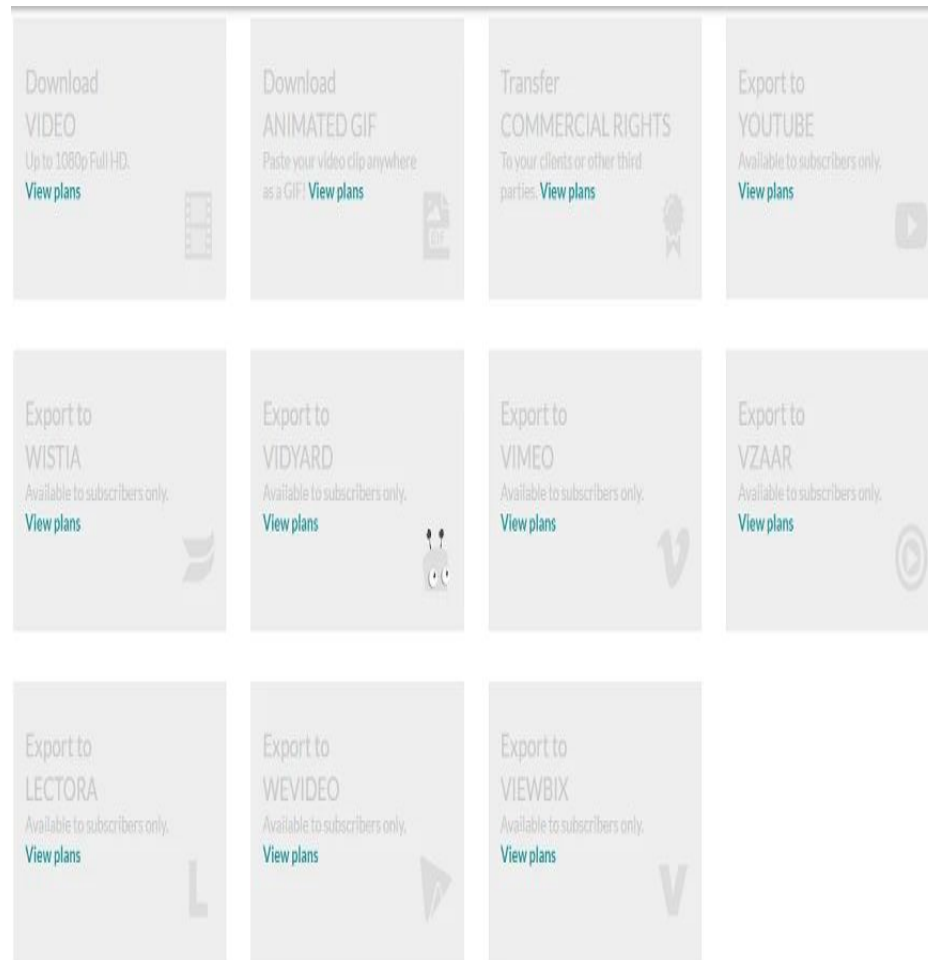 Download
VIDEO
Up to 1080p Full HD.
View plans
Download
ANIMATED GIF
Paste your video clip anywhere
as a GIF! View plans
GIF
Transfer
COMMERCIAL RIGHTS
To your clients or other third
parties. View plans
Export to
YOUTUBE
Available to subscribers only.
View plans
Export to
WISTIA
Available to subscribers only.
View plans
Export to
VIDYARD
Available to subscribers only.
View plans
Export to
VIMEO
Available to subscribers only.
View plans
Export to
VZAAR
Available to subscribers only.
View plans
Export to
LECTORA
Available to subscribers only.
View plans
L
Export to
WEVIDEO
Available to subscribers only.
View plans
Export to
VIEWBIX
Available to subscribers only.
View plans
V